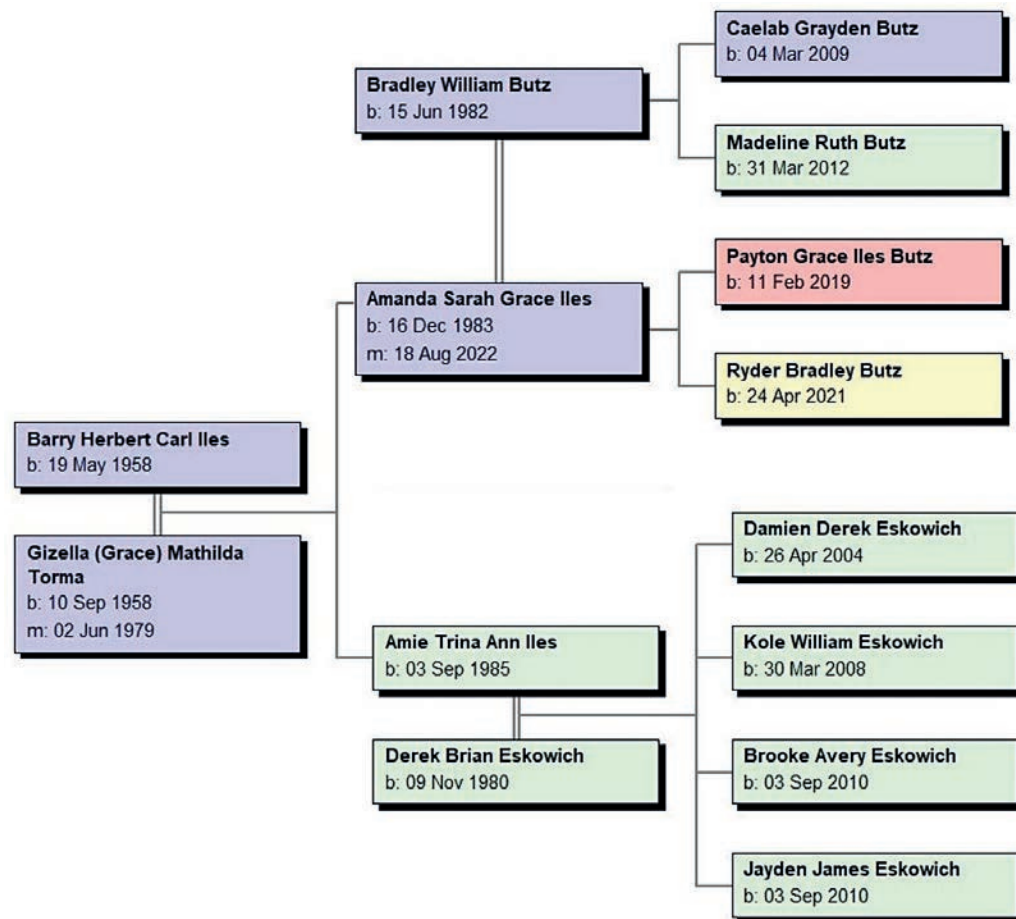 Caelab Grayden Butz
b: 04 Mar 2009
Bradley William Butz
b: 15 Jun 1982
Madeline Ruth Butz
b: 31 Mar 2012
Payton Grace Iles Butz
b: 11 Feb 2019
Amanda Sarah Grace Iles
b: 16 Dec 1983
m: 18 Aug 2022
Ryder Bradley Butz
b: 24 Apr 2021
Barry Herbert Carl Iles
b: 19 May 1958
Gizella (Grace) Mathilda
Torma
b: 10 Sep 1958
m: 02 Jun 1979
Damien Derek Eskowich
b: 26 Apr 2004
Amie Trina Ann Iles
b: 03 Sep 1985
Kole William Eskowich
b: 30 Mar 2008
Derek Brian Eskowich
b: 09 Nov 1980
Brooke Avery Eskowich
b: 03 Sep 2010
Jayden James Eskowich
b: 03 Sep 2010